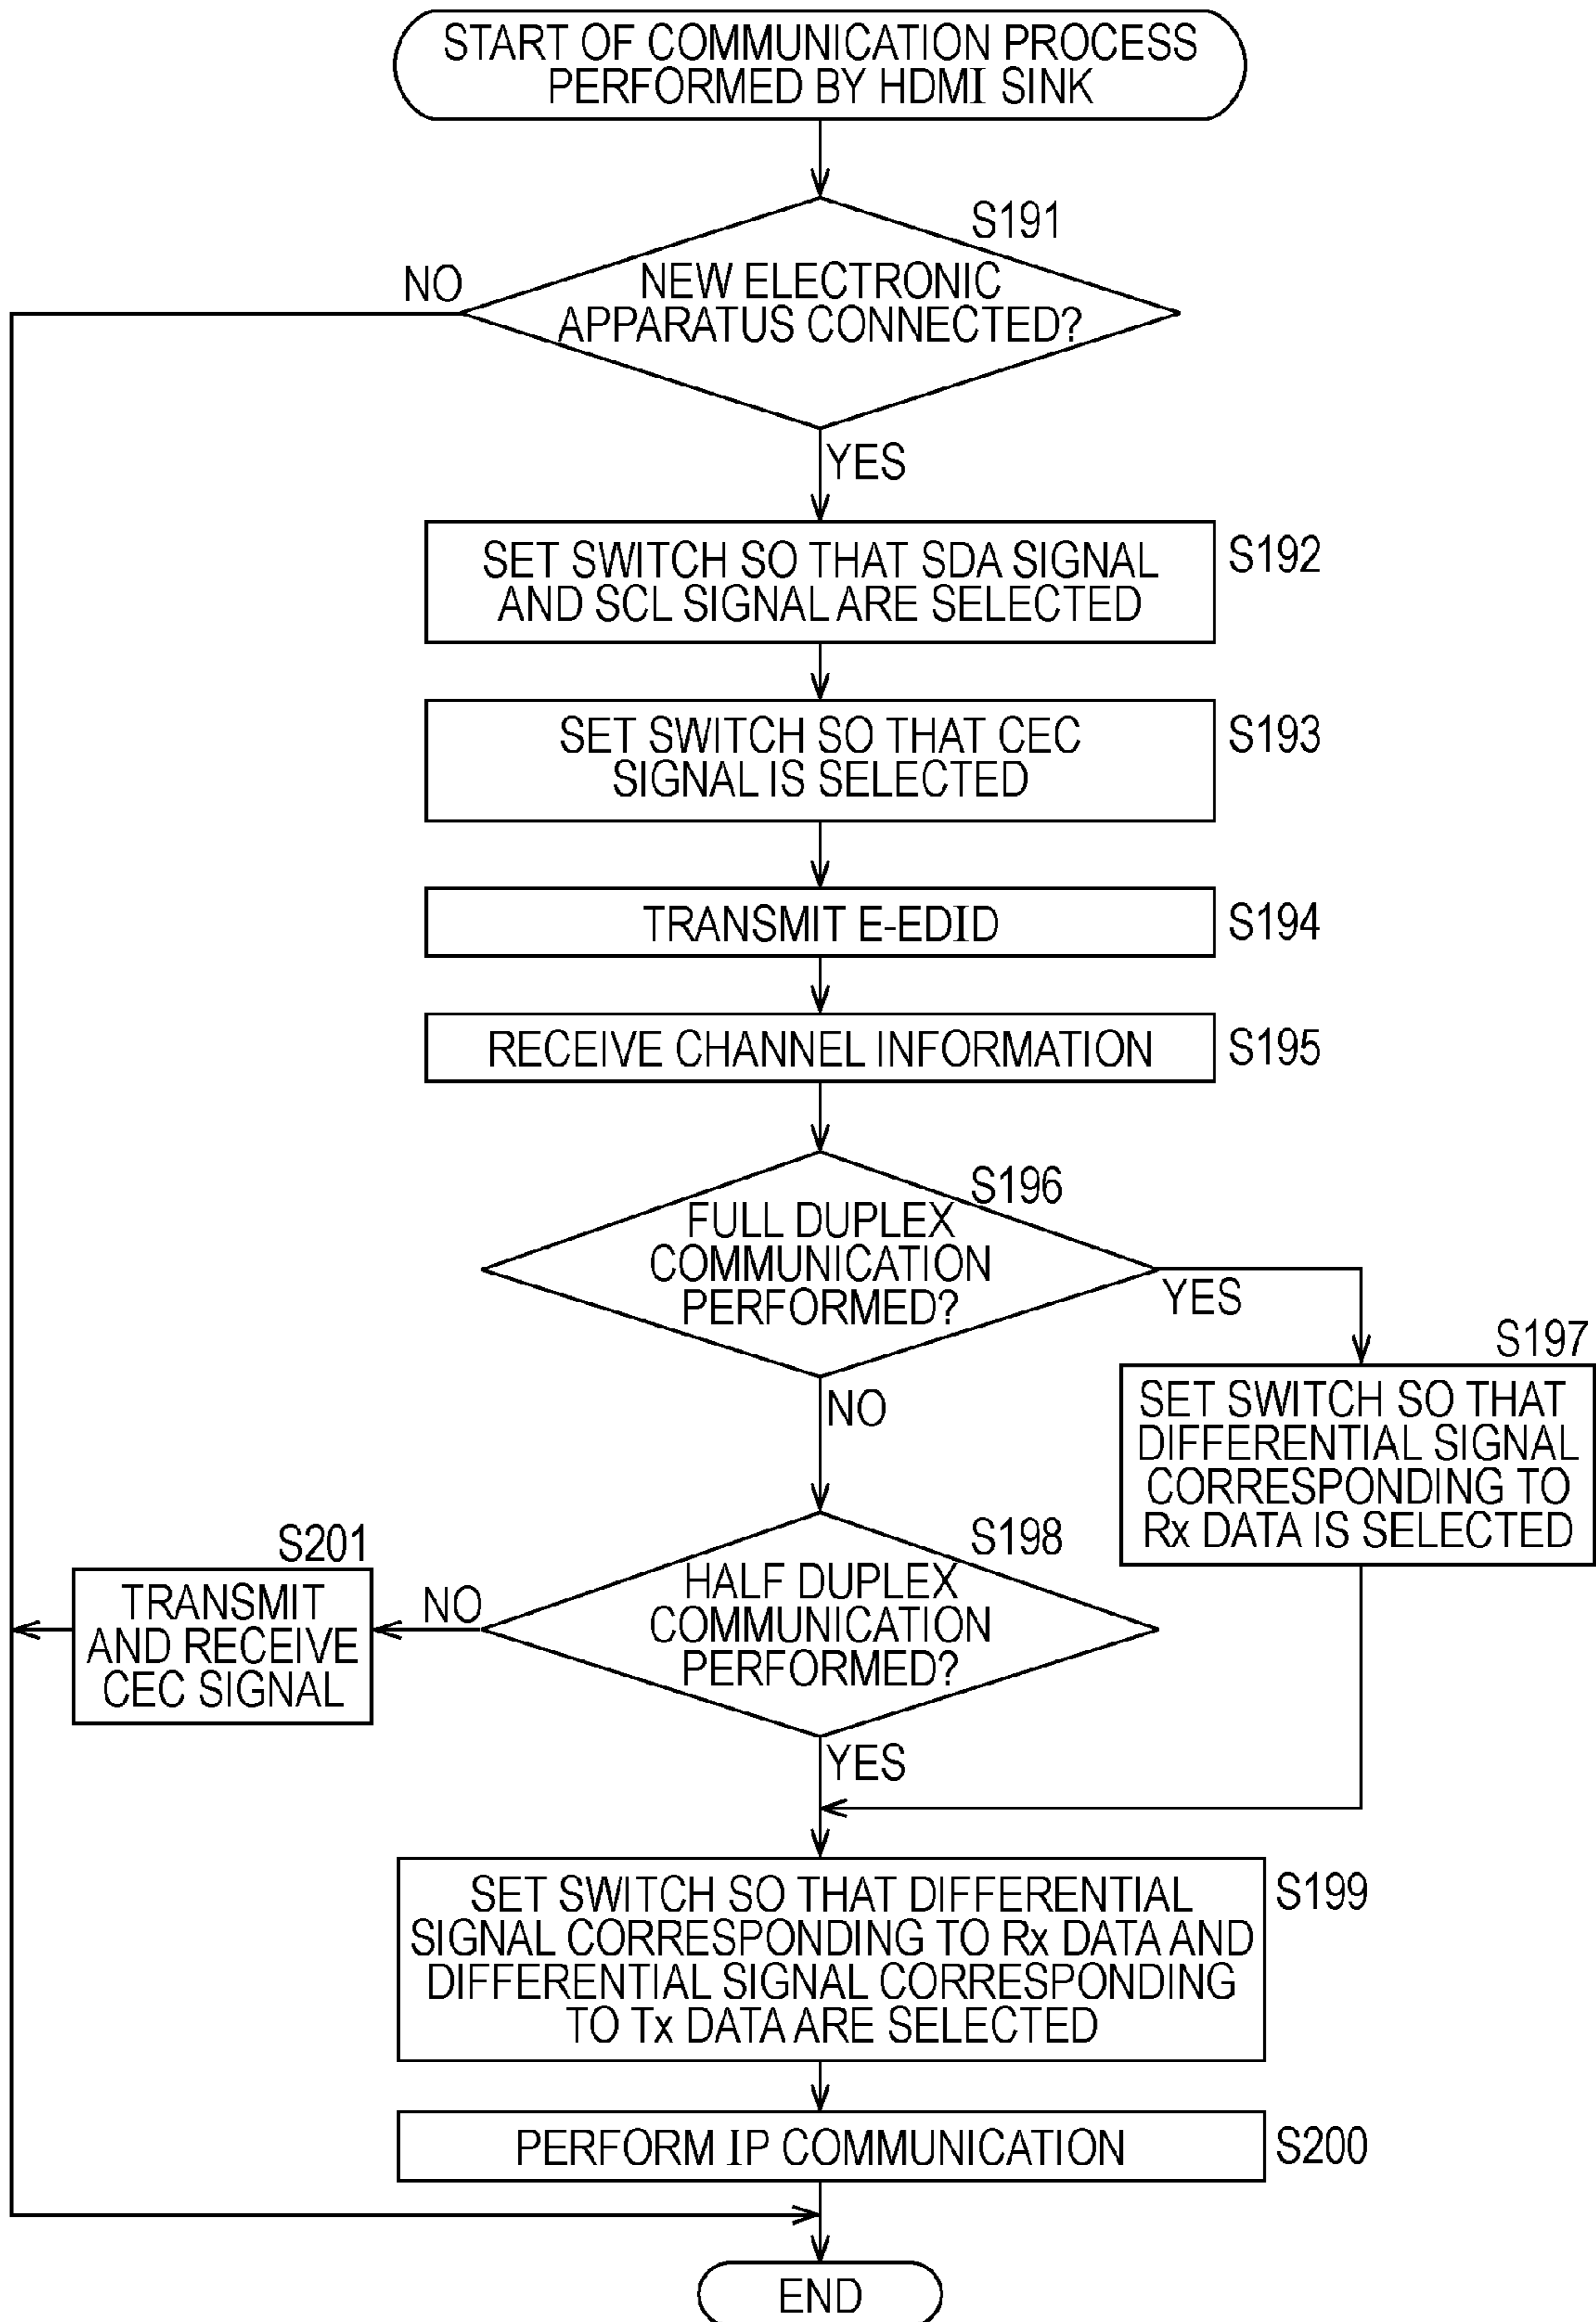 START OF COMMUNICATION PROCESS
PERFORMED BY HDMI SINK
S191
NO
NEW ELECTRONIC
APPARATUS CONNECTED?
YES
SET SWITCH SO THAT SDA SIGNAL
AND SCL SIGNAL ARE SELECTED
S192
SET SWITCH SO THAT CEC
SIGNAL IS SELECTED
S193
TRANSMIT E-EDID
S194
RECEIVE CHANNEL INFORMATION
S195
S196
FULL DUPLEX
COMMUNICATION
PERFORMED?
YES
NO
S197
SET SWITCH SO THAT
DIFFERENTIAL SIGNAL
CORRESPONDING TO
Rx DATA IS SELECTED
S198
HALF DUPLEX
COMMUNICATION
PERFORMED?
NO
S201
TRANSMIT
AND RECEIVE
CEC SIGNAL
YES
SET SWITCH SO THAT DIFFERENTIAL
SIGNAL CORRESPONDING TO Rx DATA AND
DIFFERENTIAL SIGNAL CORRESPONDING
TO Tx DATA ARE SELECTED
S199
PERFORM IP COMMUNICATION
S200
END